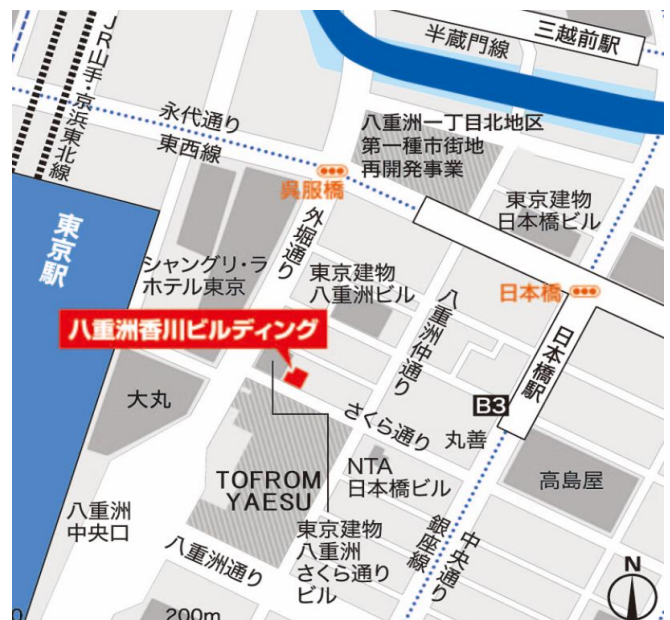 三越前駅
半蔵門線
JR山手・京浜東北線
永代通り
東西線
八重洲一丁目北地区
第一種市街地
再開発事業
呉服橋
東京建物
日本橋ビル
東京駅
外堀通り
シャングリ・ラ
ホテル東京
東京建物
八重洲ビル
日本橋
八重洲仲通り
八重洲香川ビルディング
日本橋駅
大丸
さくら通り
B3
丸善
高島屋
TOFROM
YAESU
NTA
日本橋ビル
八重洲
中央口
八重洲通り
東京建物
八重洲
さくら通り
ビル
銀座線
中央通り
N
0
200m